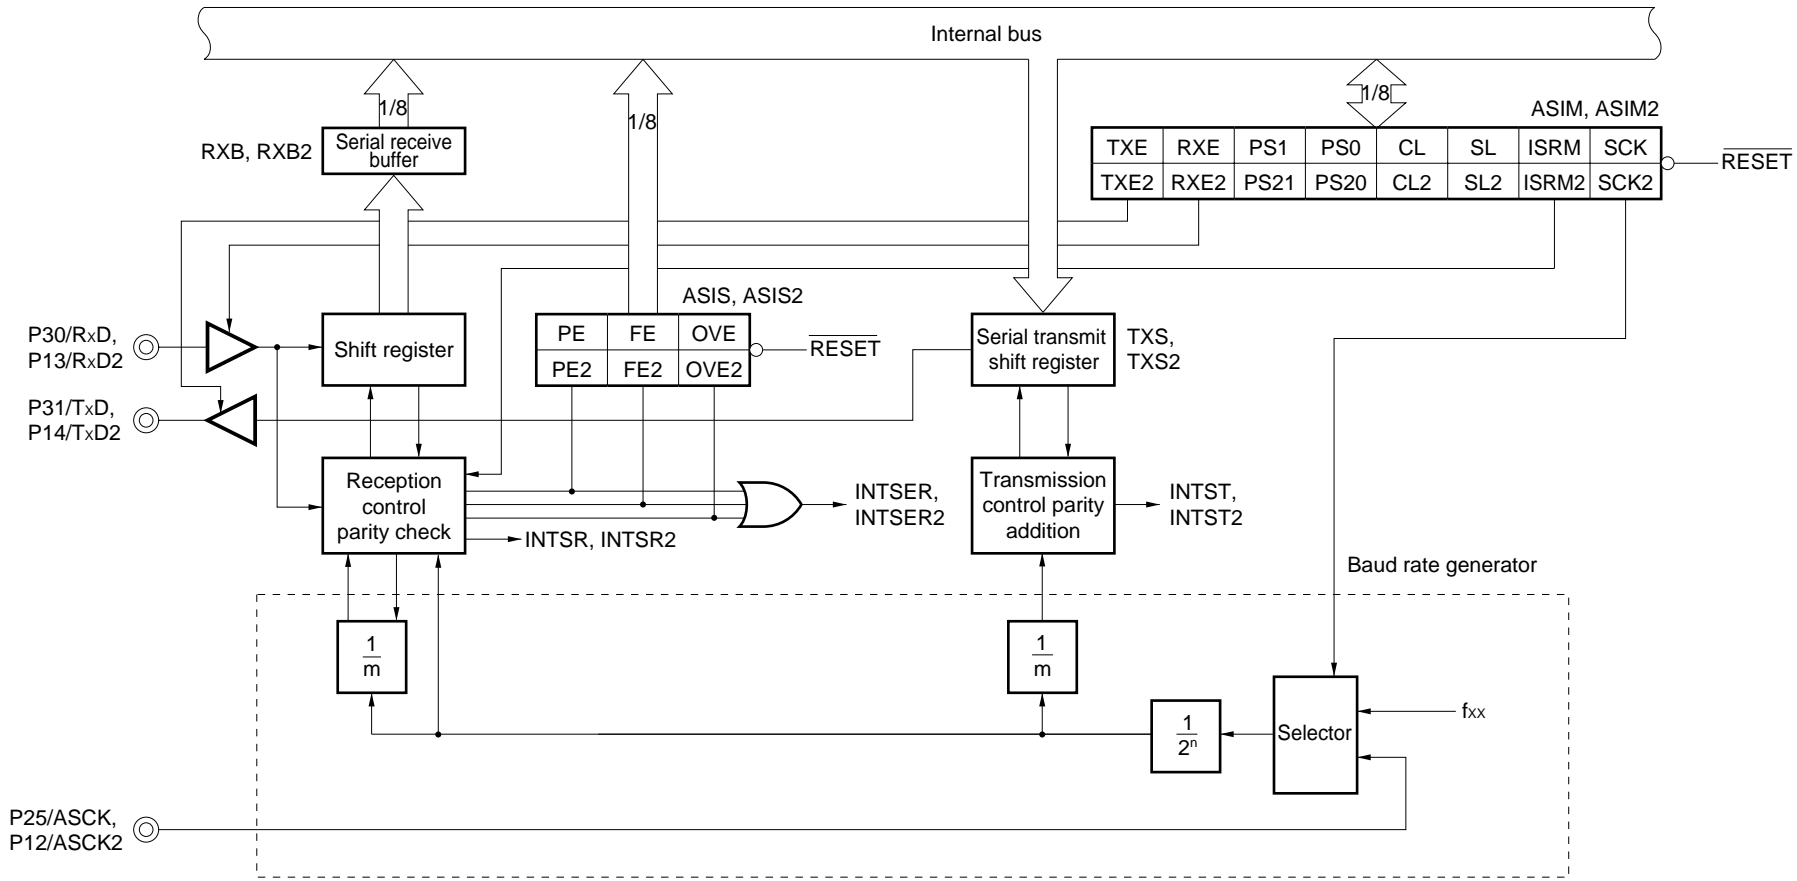 Internal bus
1/8
1/8
1/8
ASIM, ASIM2
RXB, RXB2
Serial receive
buffer
TXE RXE PS1 PS0 CL SL ISRM SCK
TXE2 RXE2 PS21 PS20 CL2 SL2 ISRM2 SCK2
RESET
ASIS, ASIS2
P30/RxD,
P13/RxD2
Shift register
PE FE OVE
PE2 FE2 OVE2
RESET
Serial transmit
shift register
TXS,
TXS2
P31/TxD,
P14/TxD2
Reception
control
parity check
INTSER,
INTSER2
INTSR, INTSR2
Transmission
control parity
addition
INTST,
INTST2
Baud rate generator
1
m
1
m
1
2ⁿ
Selector
fxx
P25/ASCK,
P12/ASCK2